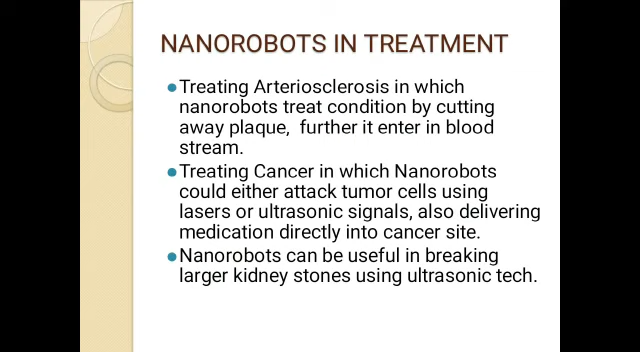 NANOROBOTS IN TREATMENT
Treating Arteriosclerosis in which
nanorobots treat condition by cutting
away plaque, further it enter in blood
stream.
Treating Cancer in which Nanorobots
could either attack tumor cells using
lasers or ultrasonic signals, also delivering
medication directly into cancer site.
Nanorobots can be useful in breaking
larger kidney stones using ultrasonic tech.